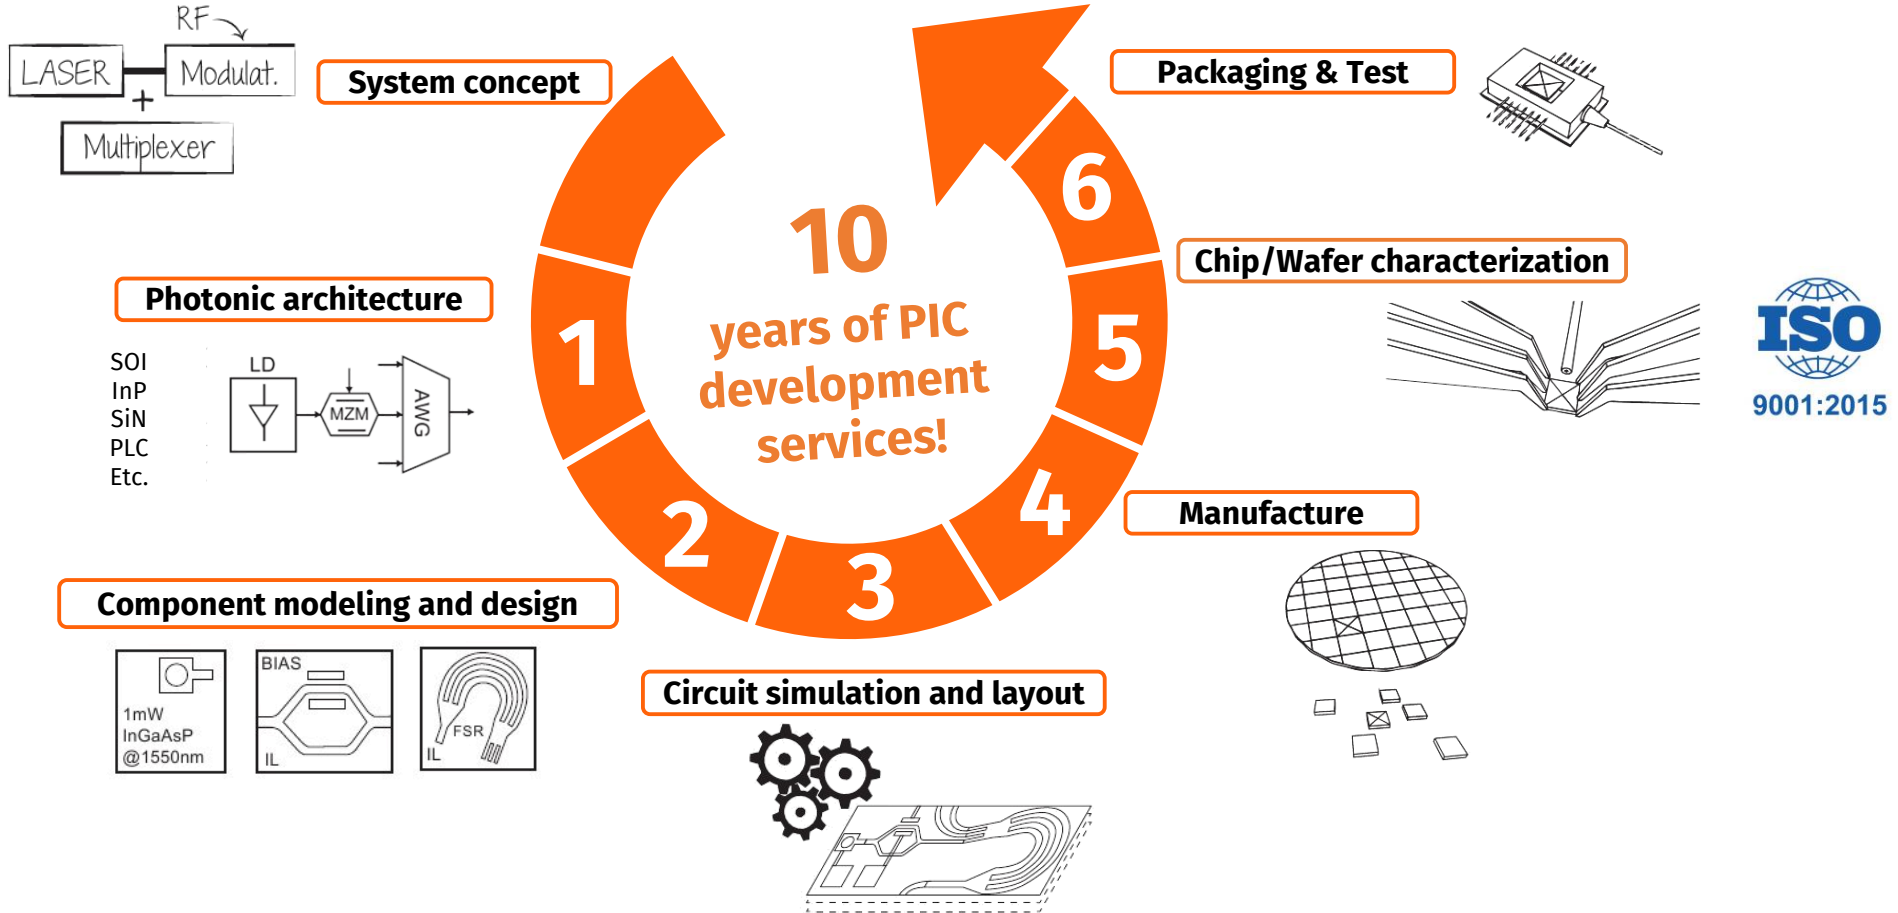 RF
LASER
Modulat.
+
Multiplexer
System concept
Packaging & Test
10
years of PIC
development
services!
1
2
3
4
5
6
Photonic architecture
SOI
InP
SiN
PLC
Etc.
LD
MZM
AWG
Chip/Wafer characterization
ISO
9001:2015
Manufacture
Component modeling and design
1mW
InGaAsP
@1550nm
BIAS
IL
FSR
IL
Circuit simulation and layout